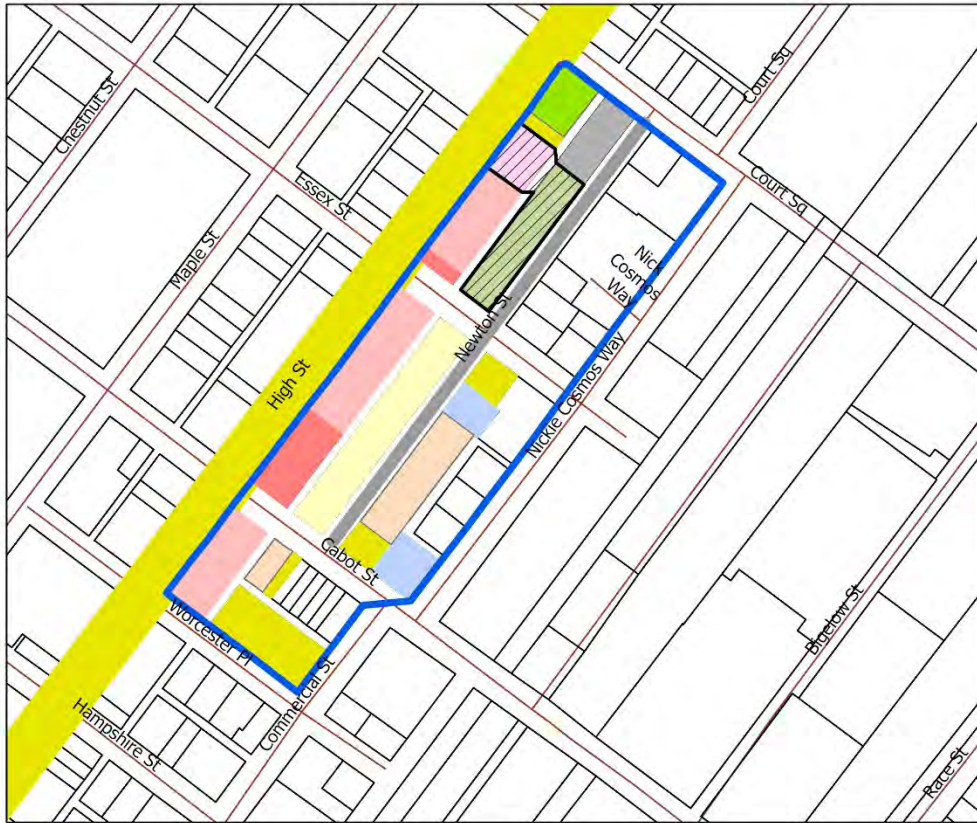 Chestnut St
Court Sq
Essex St
Court Sq
Maple St
Nick
Cosmos
Way
Newton St
High St
Nickie Cosmos Way
Cabot St
Worcester Pl
Bigelow St
Commercial St
Hampshire St
Race St